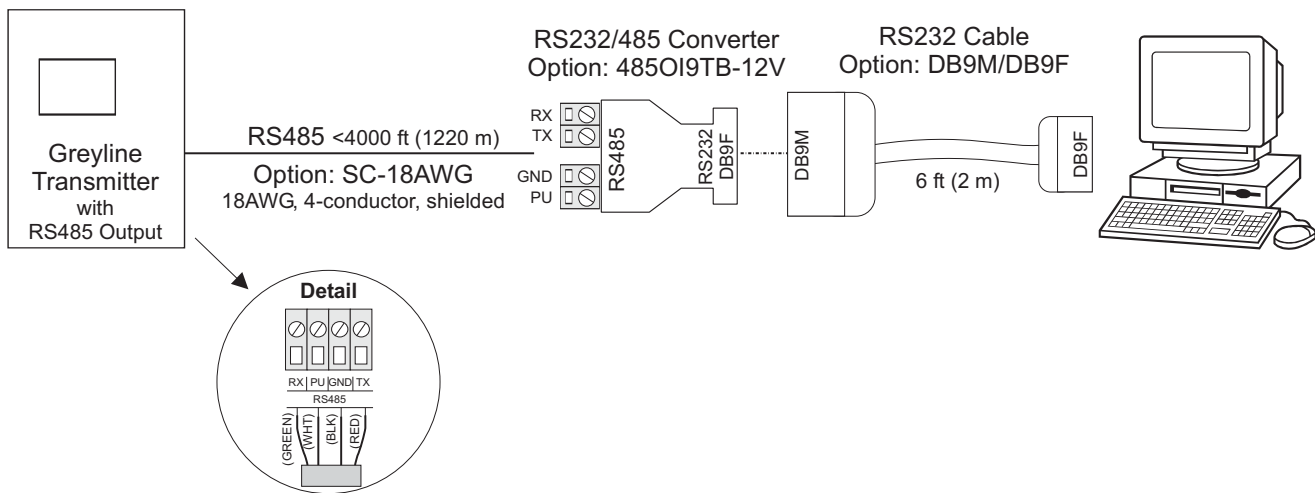 Greyline
Transmitter
with
RS485 Output
RS485 <4000 ft (1220 m)
Option: SC-18AWG
18AWG, 4-conductor, shielded
RS232/485 Converter
Option: 485OI9TB-12V
RX
TX
GND
PU
RS485
RS232
DB9F
RS232 Cable
Option: DB9M/DB9F
DB9M
6 ft (2 m)
DB9F
Detail
RX PU GND TX
RS485
(GREEN)
(WHT)
(BLK)
(RED)